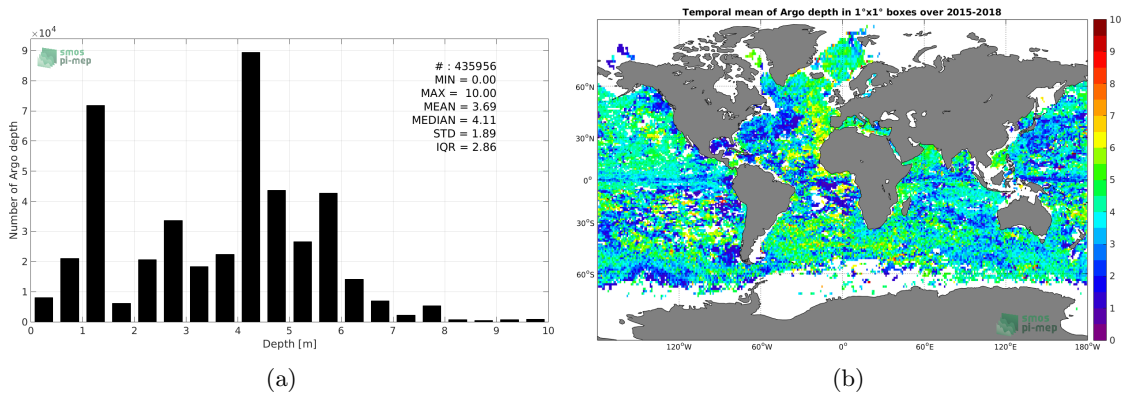 ×10⁴
smos
pi-mep
# : 435956
MIN = 0.00
MAX = 10.00
MEAN = 3.69
MEDIAN = 4.11
STD = 1.89
IQR = 2.86
9
8
7
6
5
4
3
2
1
0
Number of Argo depth
0 1 2 3 4 5 6 7 8 9 10
Depth [m]
(a)
Temporal mean of Argo depth in 1°x1° boxes over 2015-2018
60°N
30°N
0°
30°S
60°S
120°W 60°W 0° 60°E 120°E 180°W
smos
pi-mep
10
9
8
7
6
5
4
3
2
1
0
(b)